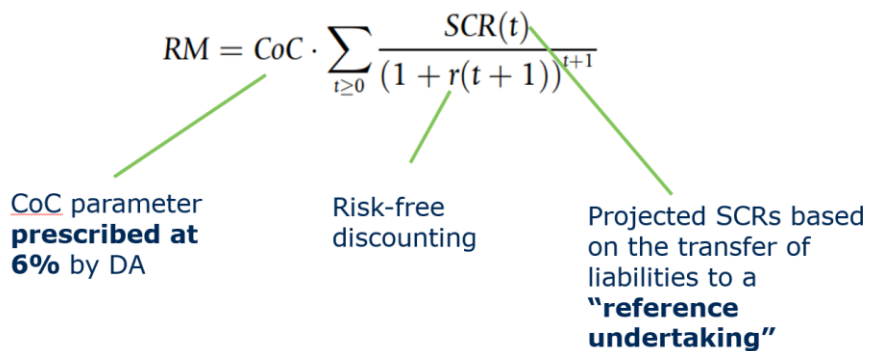 RM = CoC · ∑_{t≥0} SCR(t) / (1 + r(t + 1))^{t+1}
CoC parameter
prescribed at
6% by DA
Risk-free
discounting
Projected SCRs based
on the transfer of
liabilities to a
“reference
undertaking”